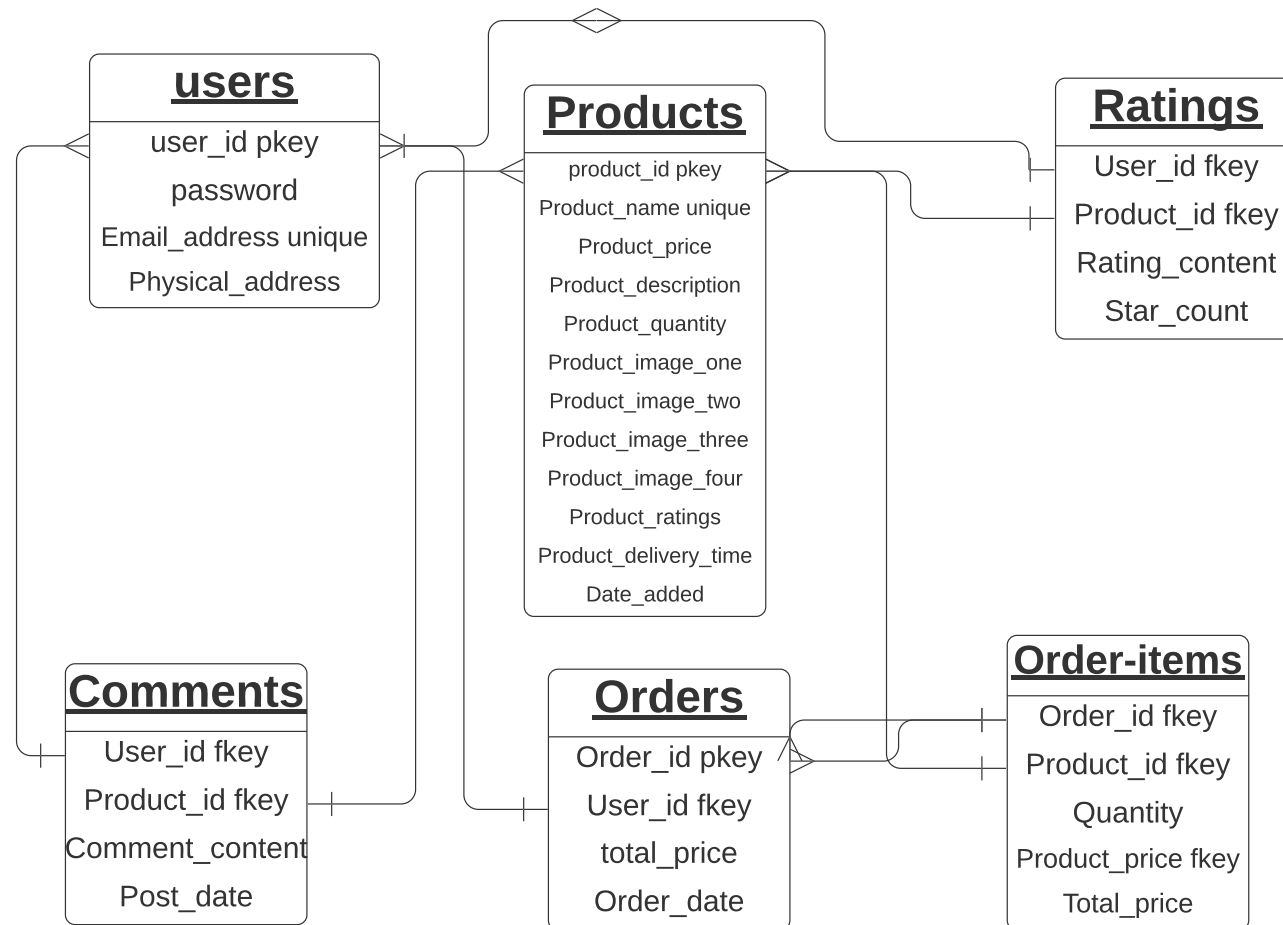 users
user_id pkey
password
Email_address unique
Physical_address
Products
product_id pkey
Product_name unique
Product_price
Product_description
Product_quantity
Product_image_one
Product_image_two
Product_image_three
Product_image_four
Product_ratings
Product_delivery_time
Date_added
Ratings
User_id fkey
Product_id fkey
Rating_content
Star_count
Comments
User_id fkey
Product_id fkey
Comment_content
Post_date
Orders
Order_id pkey
User_id fkey
total_price
Order_date
Order-items
Order_id fkey
Product_id fkey
Quantity
Product_price fkey
Total_price